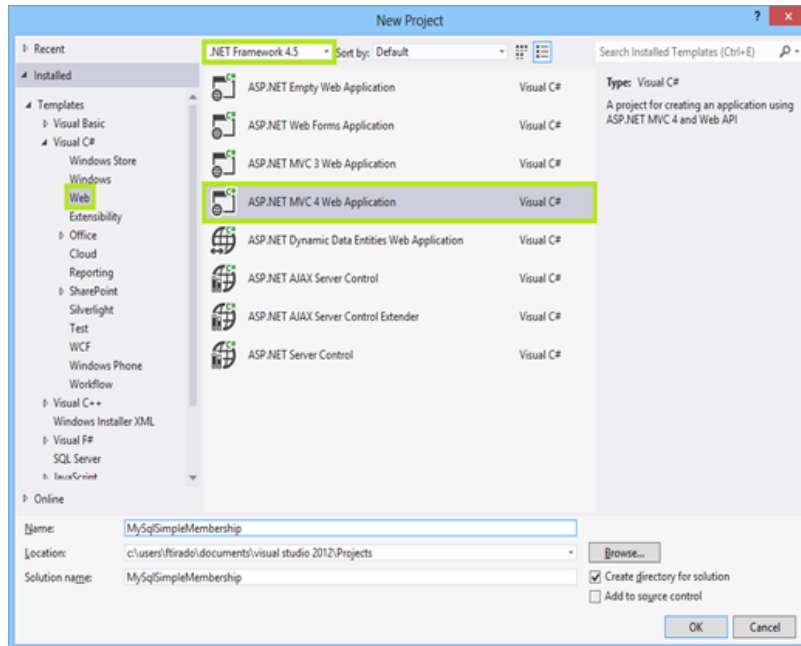 New Project
? x
Recent
.NET Framework 4.5 Sort by: Default
Search Installed Templates (Ctrl+E)
Installed
Templates
Visual Basic
Visual C#
Windows Store
Windows
Web
Extensibility
Office
Cloud
Reporting
SharePoint
Silverlight
Test
WCF
Windows Phone
Workflow
Visual C++
Windows Installer XML
Visual F#
SQL Server
JavaScript
Online
ASP.NET Empty Web Application Visual C#
ASP.NET Web Forms Application Visual C#
ASP.NET MVC 3 Web Application Visual C#
ASP.NET MVC 4 Web Application Visual C#
ASP.NET Dynamic Data Entities Web Application Visual C#
ASP.NET AJAX Server Control Visual C#
ASP.NET AJAX Server Control Extender Visual C#
ASP.NET Server Control Visual C#
Type: Visual C#
A project for creating an application using
ASP.NET MVC 4 and Web API
Name: MySqlSimpleMembership
Location: c:\users\ftirado\documents\visual studio 2012\Projects
Browse...
Solution name: MySqlSimpleMembership
Create directory for solution
Add to source control
OK Cancel